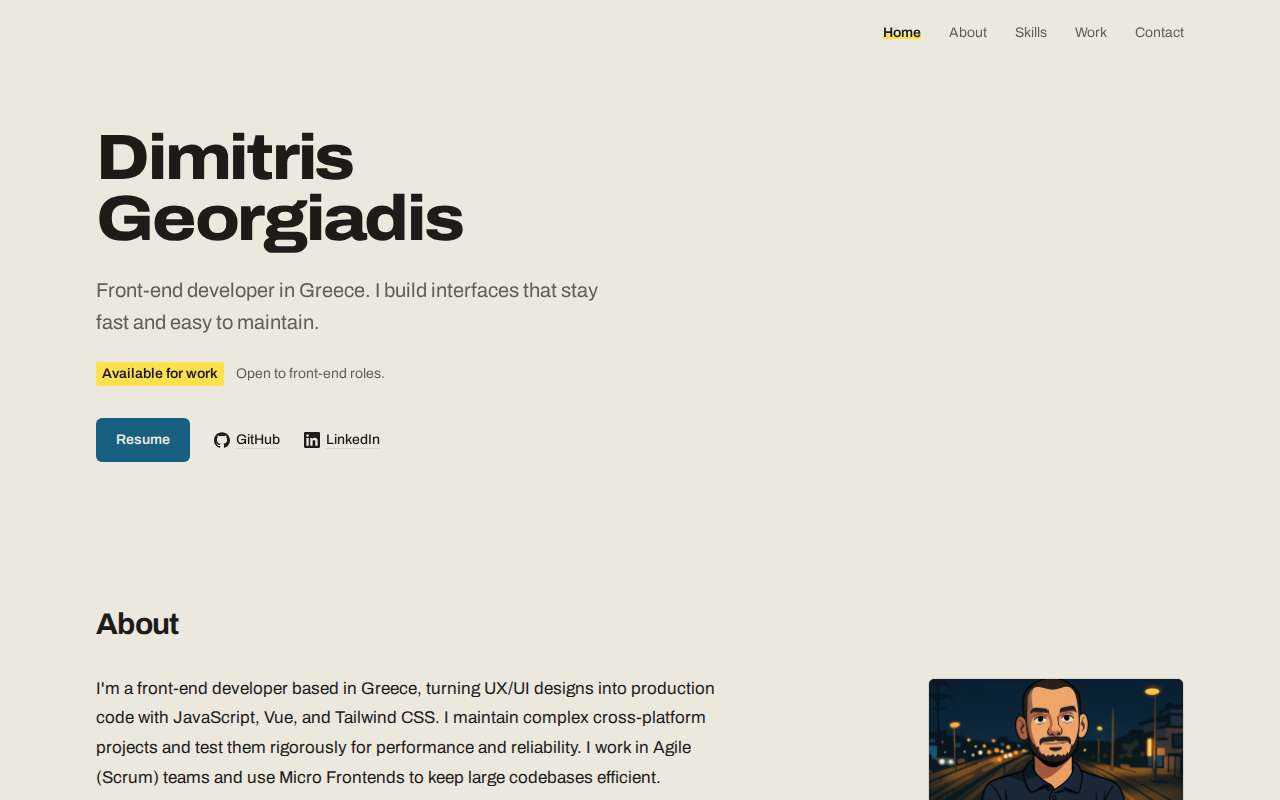 Home About Skills Work Contact
Dimitris
Georgiadis
Front-end developer in Greece. I build interfaces that stay
fast and easy to maintain.
Available for work Open to front-end roles.
Resume GitHub LinkedIn
About
I'm a front-end developer based in Greece, turning UX/UI designs into production
code with JavaScript, Vue, and Tailwind CSS. I maintain complex cross-platform
projects and test them rigorously for performance and reliability. I work in Agile
(Scrum) teams and use Micro Frontends to keep large codebases efficient.